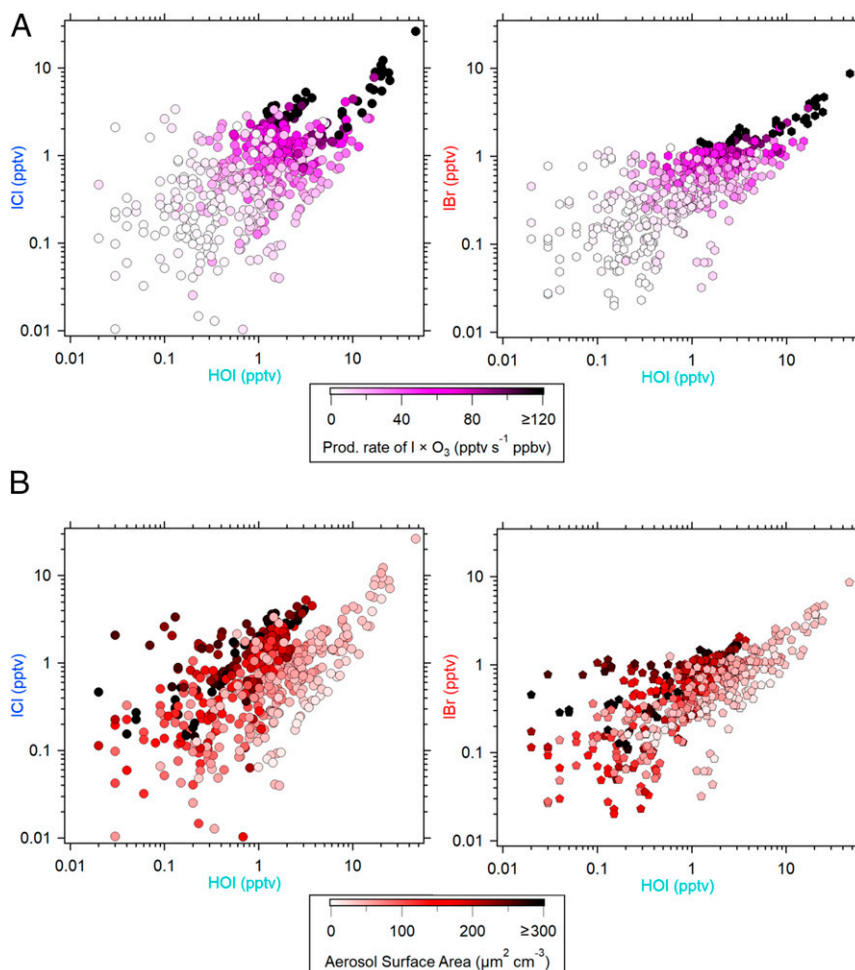 A
10
1
0.1
0.01
ICl (pptv)
0.01 0.1 1 10
HOI (pptv)
10
1
0.1
0.01
IBr (pptv)
0.01 0.1 1 10
HOI (pptv)
0 40 80 ≥120
Prod. rate of I × O₃ (pptv s⁻¹ ppbv)
B
10
1
0.1
0.01
ICl (pptv)
0.01 0.1 1 10
HOI (pptv)
10
1
0.1
0.01
IBr (pptv)
0.01 0.1 1 10
HOI (pptv)
0 100 200 ≥300
Aerosol Surface Area (µm² cm⁻³)